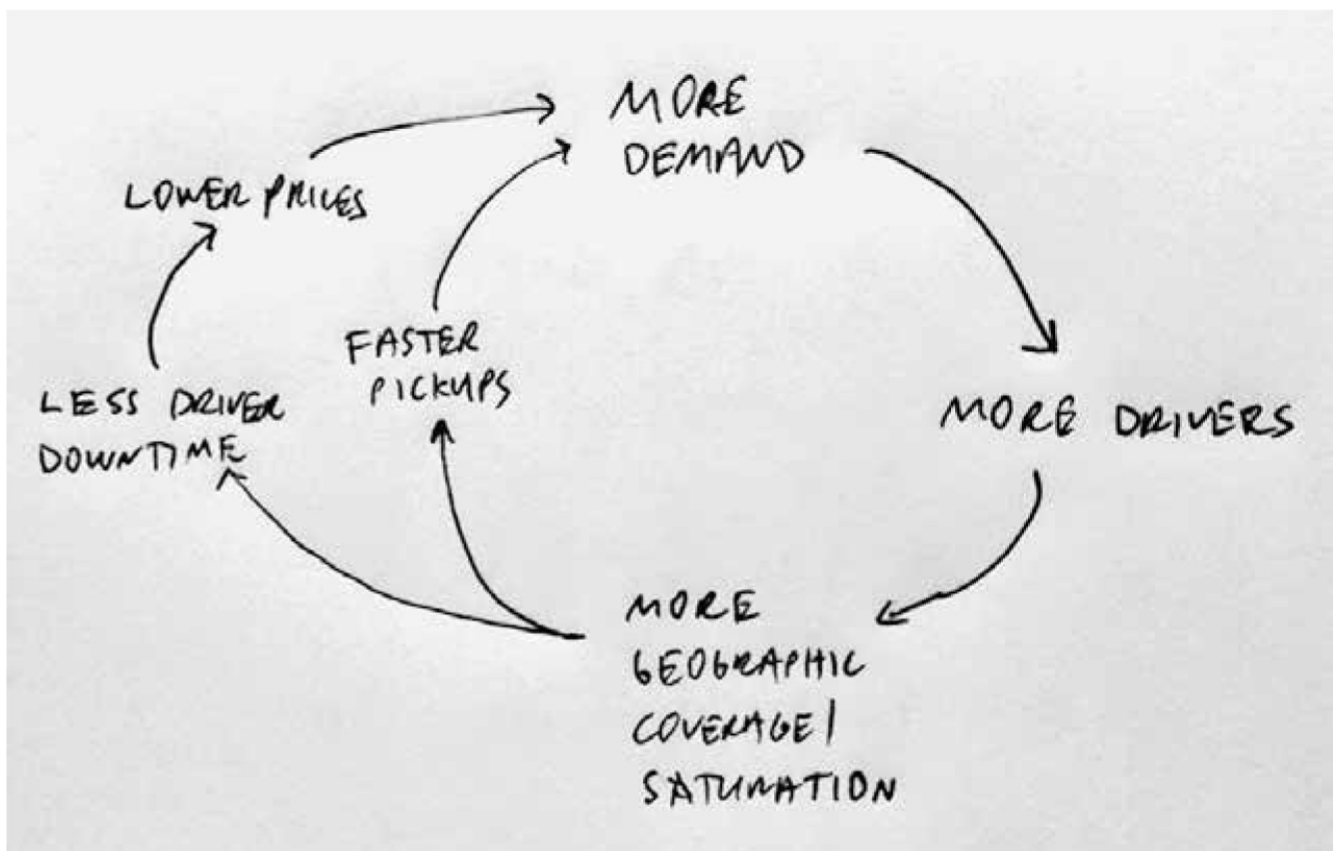 MORE
DEMAND
LOWER PRICES
FASTER
PICKUPS
LESS DRIVER
DOWNTIME
MORE DRIVERS
MORE
GEOGRAPHIC
COVERAGE/
SATURATION